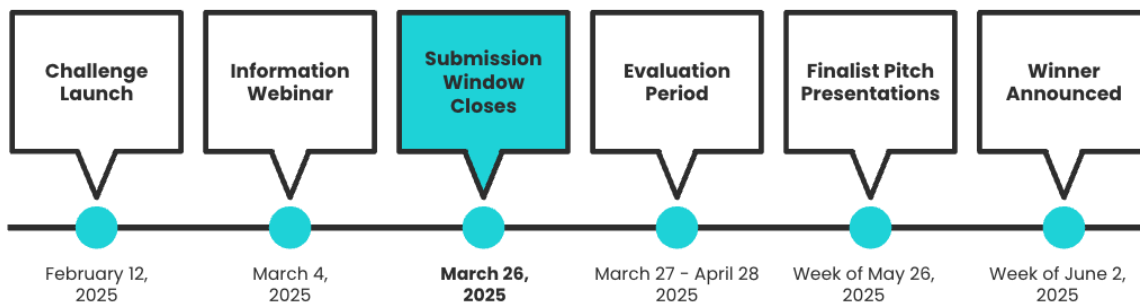 Challenge
Launch
Information
Webinar
Submission
Window
Closes
Evaluation
Period
Finalist Pitch
Presentations
Winner
Announced
February 12,
2025
March 4,
2025
March 26,
2025
March 27 - April 28
2025
Week of May 26,
2025
Week of June 2,
2025